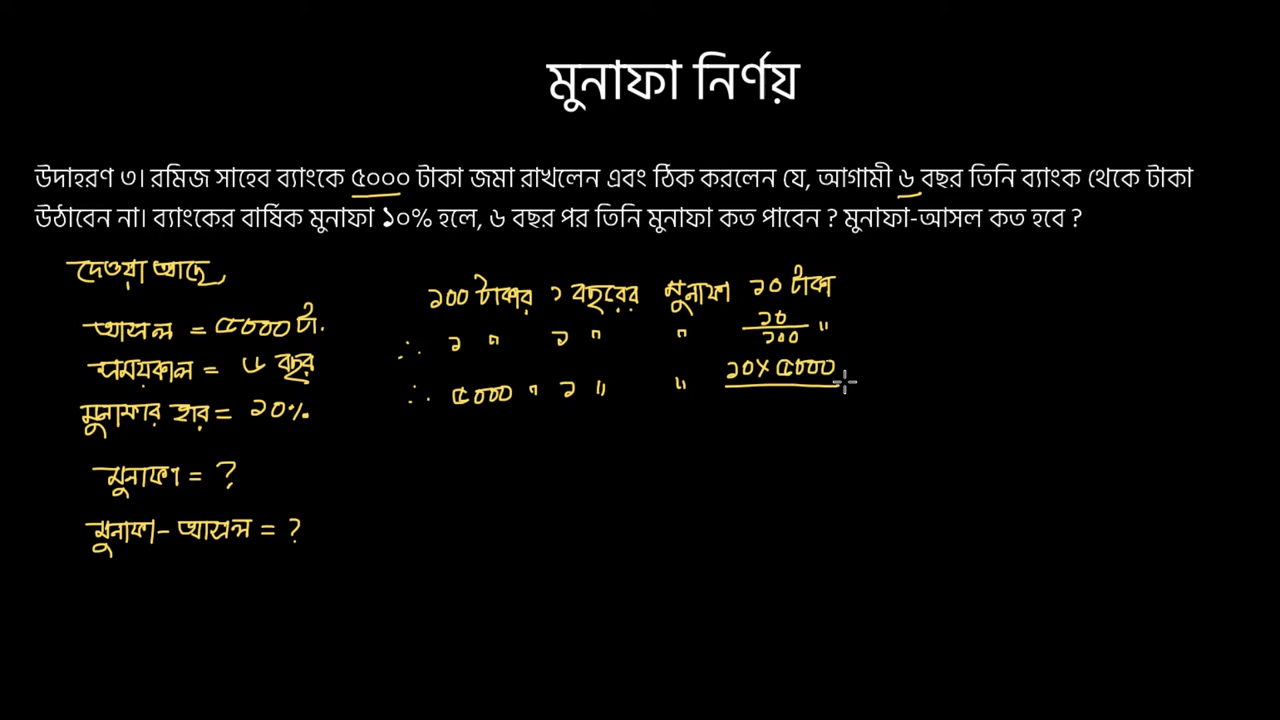 মুনাফা নির্ণয়
উদাহরণ ৩। রমিজ সাহেব ব্যাংকে ৫০০০ টাকা জমা রাখলেন এবং ঠিক করলেন যে, আগামী ৬ বছর তিনি ব্যাংক থেকে টাকা
উঠাবেন না। ব্যাংকের বার্ষিক মুনাফা ১০% হলে, ৬ বছর পর তিনি মুনাফা কত পাবেন ? মুনাফা-আসল কত হবে ?
দেওয়া আছে,
আসল = ৫০০০ টা.
সময়কাল = ৬ বছর
মুনাফার হার = ১০%
মুনাফা = ?
মুনাফা- আসল = ?
১০০ টাকার ১ বছরের মুনাফা ১০ টাকা
∴ ১ " ১ " " ১০/১০০ "
∴ ৫০০০ " ১ " " ১০×৫০০০